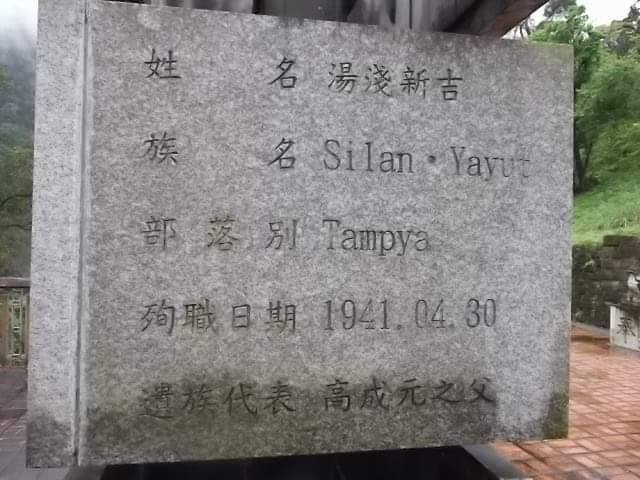 姓 名 湯淺新吉
族 名 Silan·Yayut
部落別 Tampya
殉職日期 1941.04.30
遺族代表 高成元之父